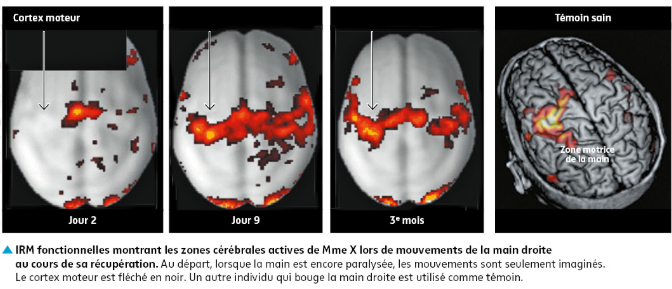 Cortex moteur
Témoin sain
Zone motrice
de la main
Jour 2
Jour 9
3e mois
IRM fonctionnelles montrant les zones cérébrales actives de Mme X lors de mouvements de la main droite
au cours de sa récupération. Au départ, lorsque la main est encore paralysée, les mouvements sont seulement imaginés.
Le cortex moteur est fléché en noir. Un autre individu qui bouge la main droite est utilisé comme témoin.